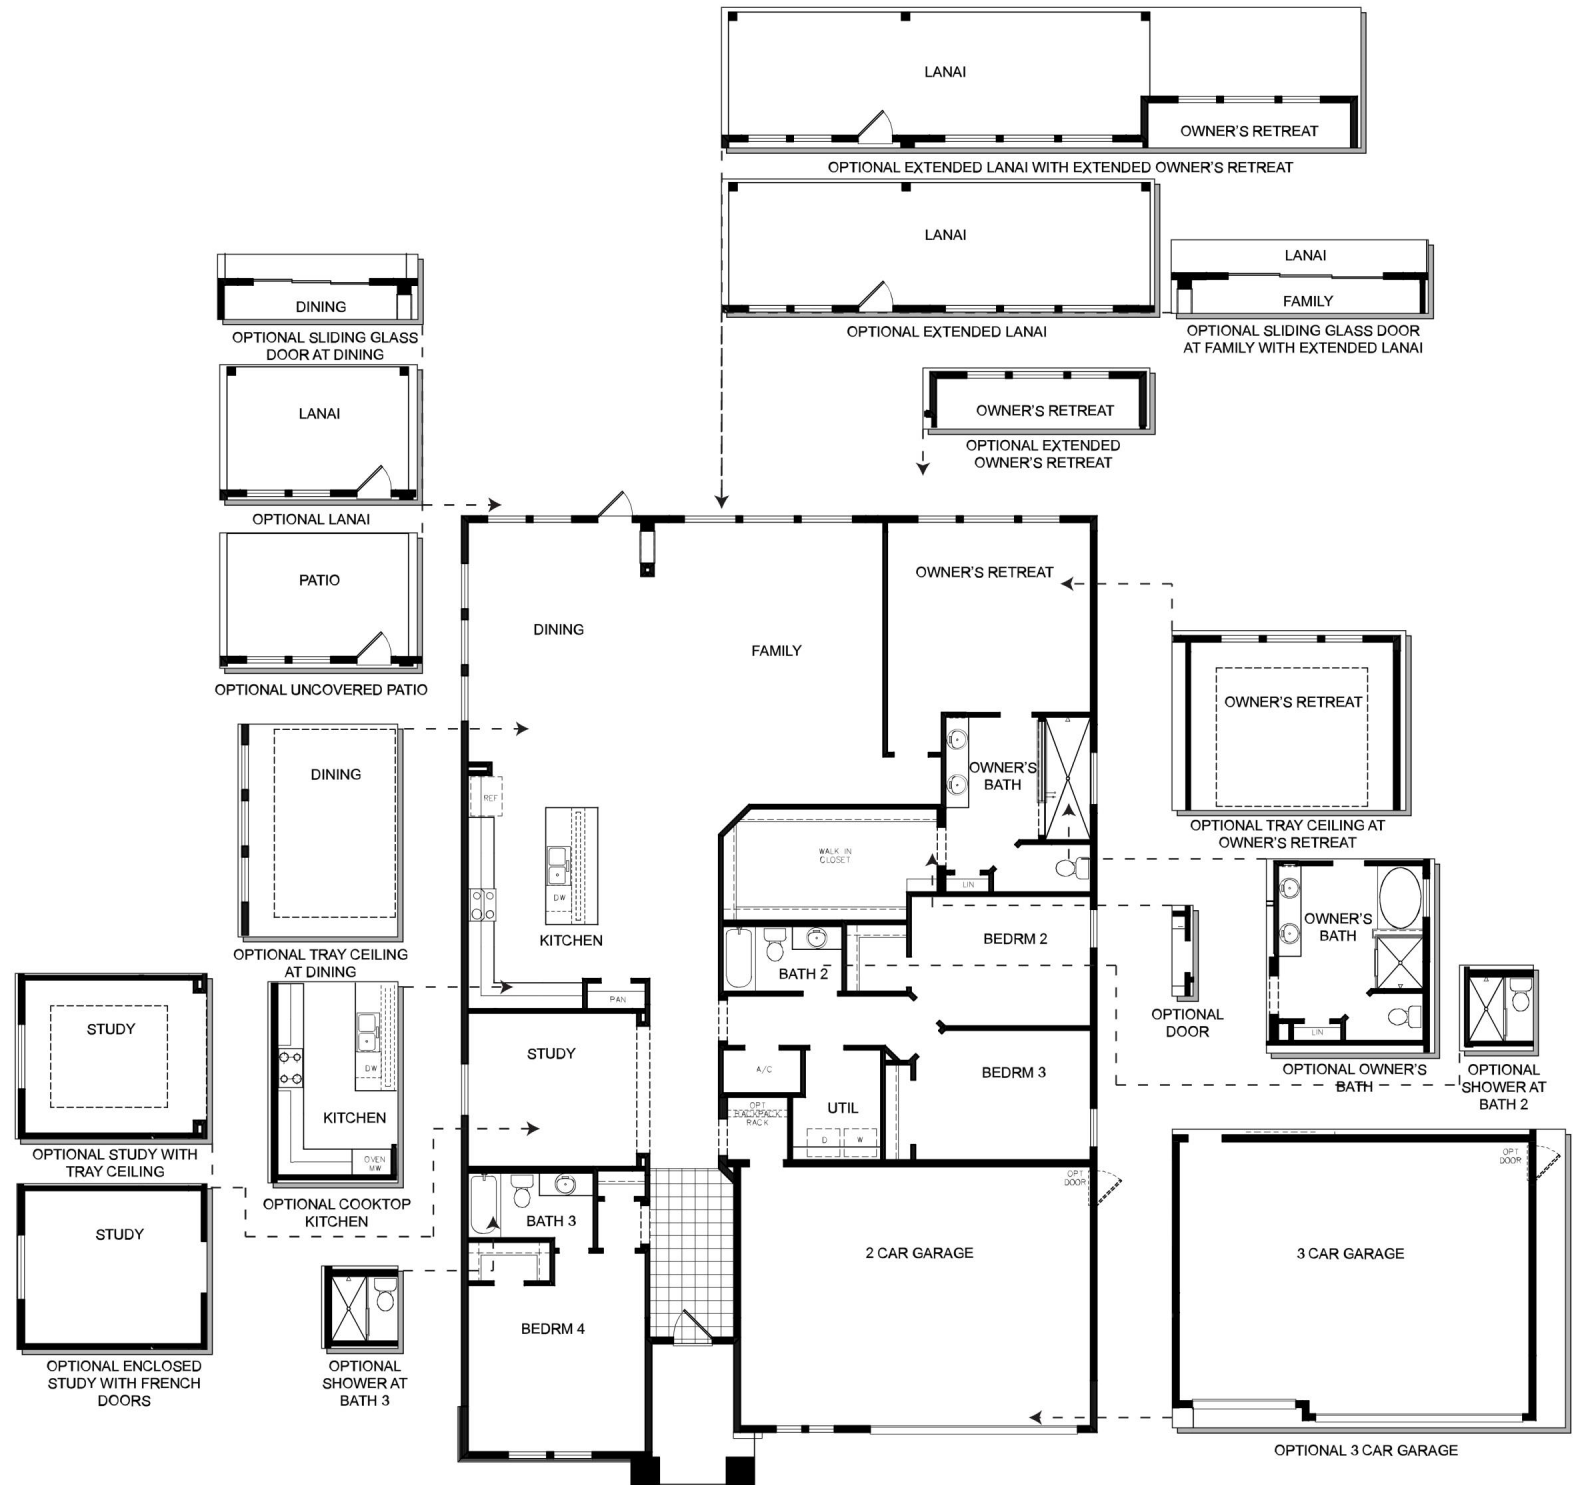 LANAI
OWNER'S RETREAT
OPTIONAL EXTENDED LANAI WITH EXTENDED OWNER'S RETREAT
LANAI
OPTIONAL EXTENDED LANAI
LANAI
FAMILY
OPTIONAL SLIDING GLASS DOOR
AT FAMILY WITH EXTENDED LANAI
DINING
OPTIONAL SLIDING GLASS
DOOR AT DINING
LANAI
OPTIONAL LANAI
OWNER'S RETREAT
OPTIONAL EXTENDED
OWNER'S RETREAT
PATIO
OPTIONAL UNCOVERED PATIO
DINING
OPTIONAL TRAY CEILING
AT DINING
DINING
FAMILY
OWNER'S RETREAT
OWNER'S RETREAT
OPTIONAL TRAY CEILING AT
OWNER'S RETREAT
REF
DW
KITCHEN
PAN
WALK IN
CLOSET
OWNER'S
BATH
LIN
BEDRM 2
BATH 2
OPTIONAL
DOOR
OWNER'S
BATH
LIN
OPTIONAL OWNER'S
BATH
OPTIONAL
SHOWER AT
BATH 2
STUDY
OPTIONAL STUDY WITH
TRAY CEILING
DW
KITCHEN
OVEN
MW
OPTIONAL COOKTOP
KITCHEN
STUDY
A/C
OPT
BACKPACK
RACK
UTIL
D
W
BEDRM 3
STUDY
OPTIONAL ENCLOSED
STUDY WITH FRENCH
DOORS
OPTIONAL
SHOWER AT
BATH 3
BATH 3
BEDRM 4
OPT
DOOR
2 CAR GARAGE
OPT
DOOR
3 CAR GARAGE
OPTIONAL 3 CAR GARAGE